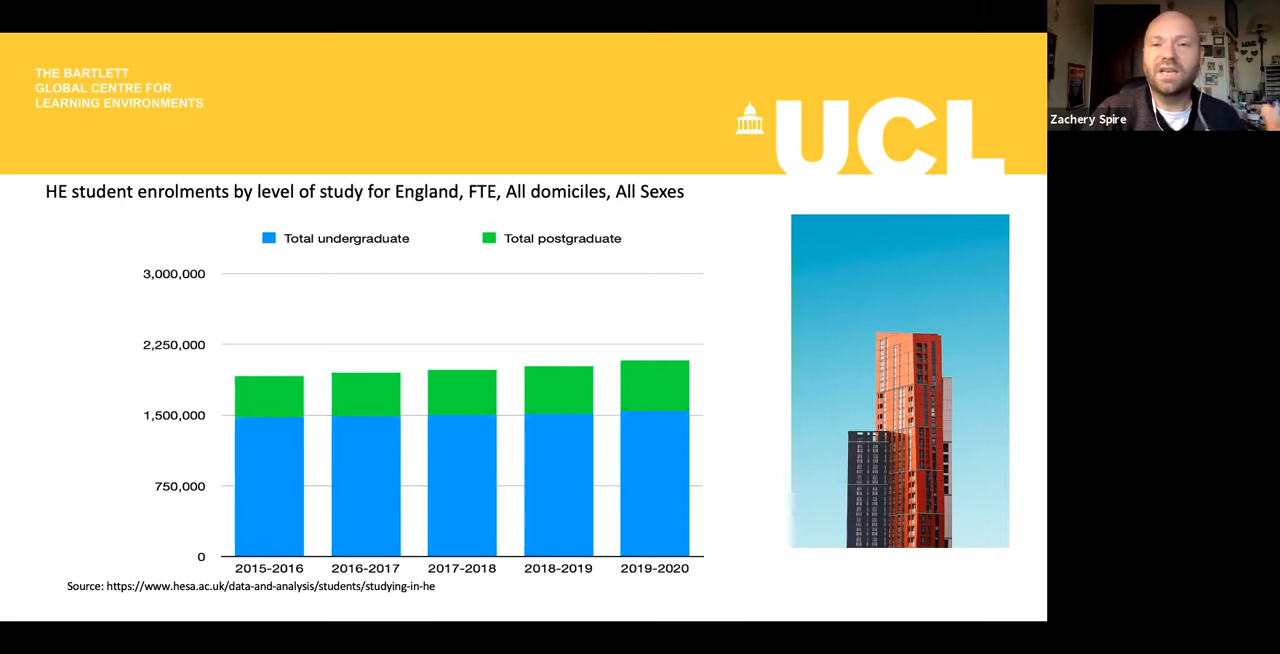 THE BARTLETT
GLOBAL CENTRE FOR
LEARNING ENVIRONMENTS
UCL
Zachery Spire
HE student enrolments by level of study for England, FTE, All domiciles, All Sexes
Total undergraduate
Total postgraduate
3,000,000
2,250,000
1,500,000
750,000
0
2015-2016
2016-2017
2017-2018
2018-2019
2019-2020
Source: https://www.hesa.ac.uk/data-and-analysis/students/studying-in-he
LOVE